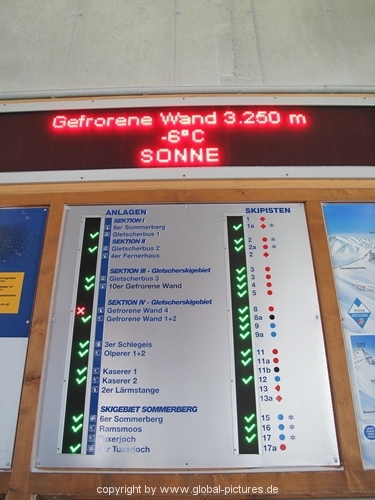 Gefrorene Wand 3.250 m
-6°C
SONNE
ANLAGEN
SEKTION I
8er Sommerberg
Gletscherbus 1
SEKTION II
Gletscherbus 2
4er Fernerhaus
SEKTION III - Gletscherskigebiet
Gletscherbus 3
10er Gefrorene Wand
SEKTION IV - Gletscherskigebiet
Gefrorene Wand 4
Gefrorene Wand 1+2
3er Schlegeis
Olperer 1+2
Kaserer 1
Kaserer 2
2er Lärmstange
SKIGEBIET SOMMERBERG
6er Sommerberg
Ramsmoos
Tuxerjoch
Tuxerjoch
SKIPISTEN
1
1a
2
2a
2
3
3
4
5
8
8a
9
9a
11
11a
11b
12
13
13a
15
16
17
17a
copyright by www.global-pictures.de